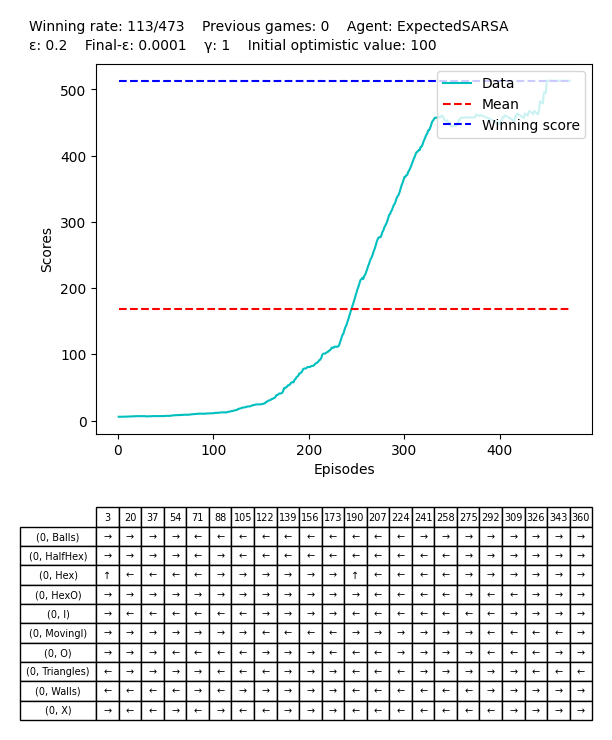 Winning rate: 113/473    Previous games: 0    Agent: ExpectedSARSA
ε: 0.2    Final-ε: 0.0001    γ: 1    Initial optimistic value: 100
Data
Mean
Winning score
500
400
300
200
100
0
Scores
0 100 200 300 400
Episodes
3 20 37 54 71 88 105 122 139 156 173 190 207 224 241 258 275 292 309 326 343 360
(0, Balls)
(0, HalfHex)
(0, Hex)
(0, HexO)
(0, I)
(0, MovingI)
(0, O)
(0, Triangles)
(0, Walls)
(0, X)